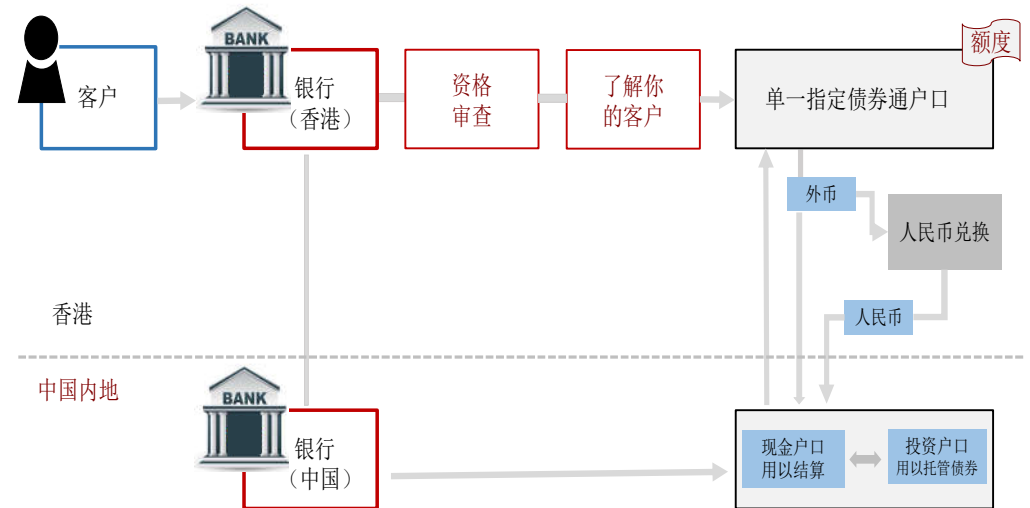 额度
BANK
客户
银行
（香港）
资格
审查
了解你
的客户
单一指定债券通户口
外币
人民币兑换
香港
人民币
中国内地
BANK
银行
（中国）
现金户口
用以结算
投资户口
用以托管债券